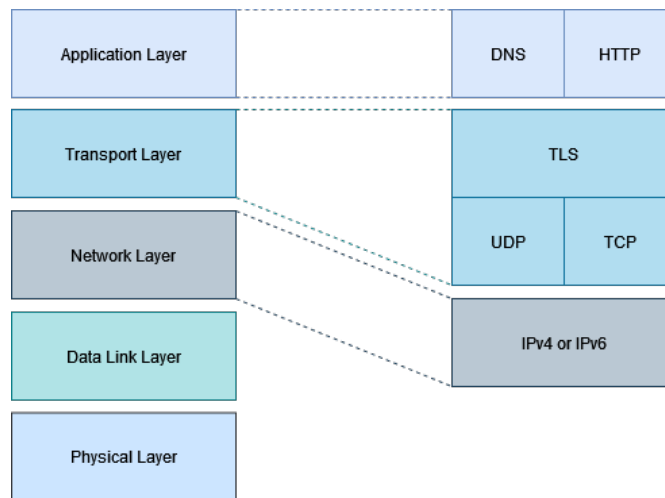 Application Layer
DNS
HTTP
Transport Layer
TLS
UDP
TCP
Network Layer
IPv4 or IPv6
Data Link Layer
Physical Layer